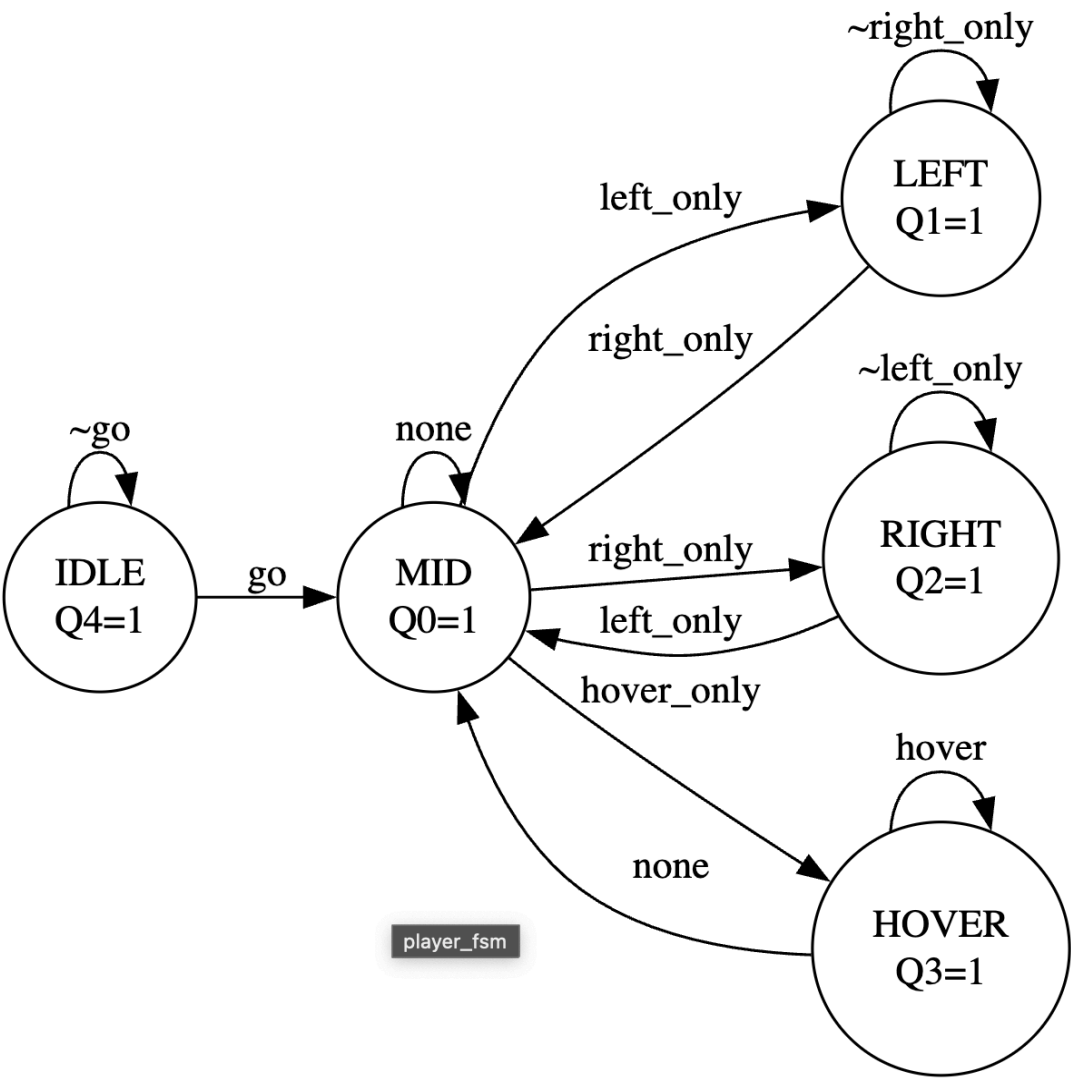 ~right_only
LEFT
Q1=1
left_only
right_only
~left_only
~go
none
RIGHT
Q2=1
right_only
IDLE
Q4=1
go
MID
Q0=1
left_only
hover_only
hover
none
HOVER
Q3=1
player_fsm